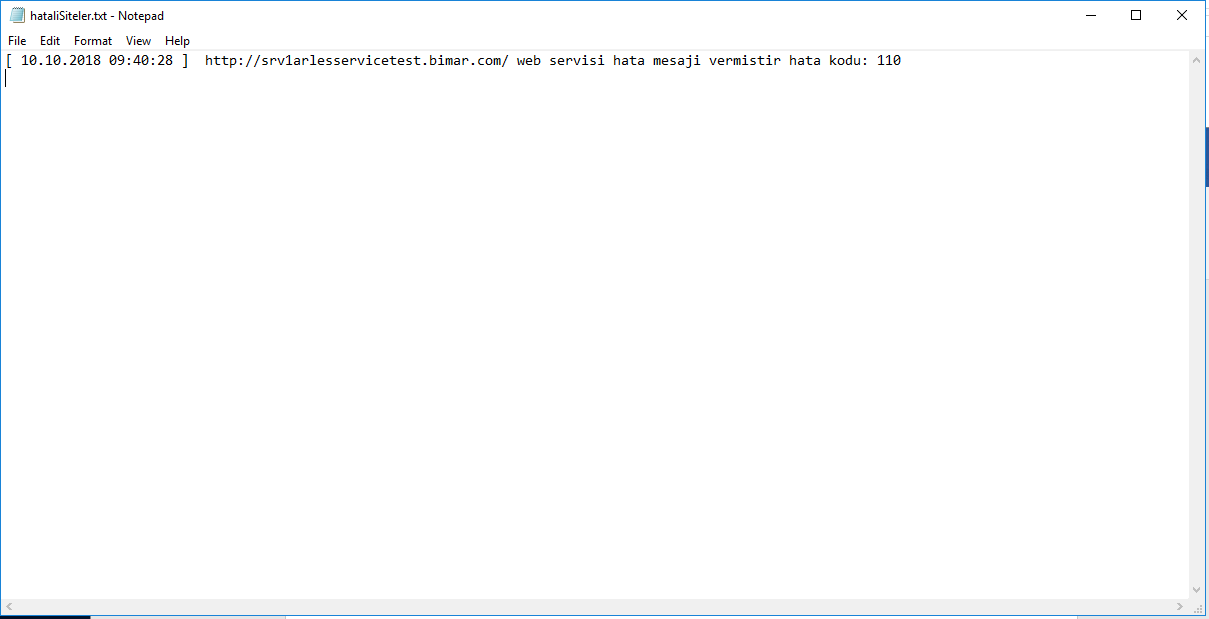 hataliSiteler.txt - Notepad
File Edit Format View Help
[ 10.10.2018 09:40:28 ]  http://srv1arlesservicetest.bimar.com/ web servisi hata mesaji vermistir hata kodu: 110